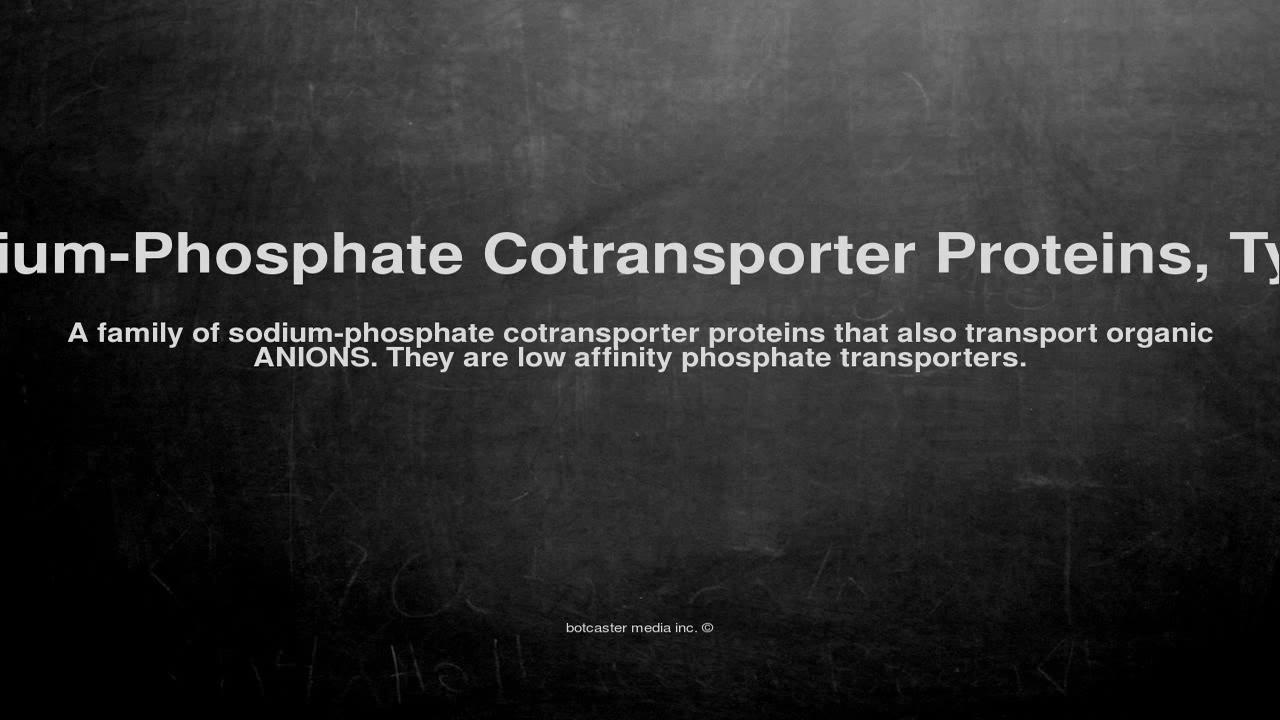 ium-Phosphate Cotransporter Proteins, Ty
A family of sodium-phosphate cotransporter proteins that also transport organic
ANIONS. They are low affinity phosphate transporters.
botcaster media inc. ©